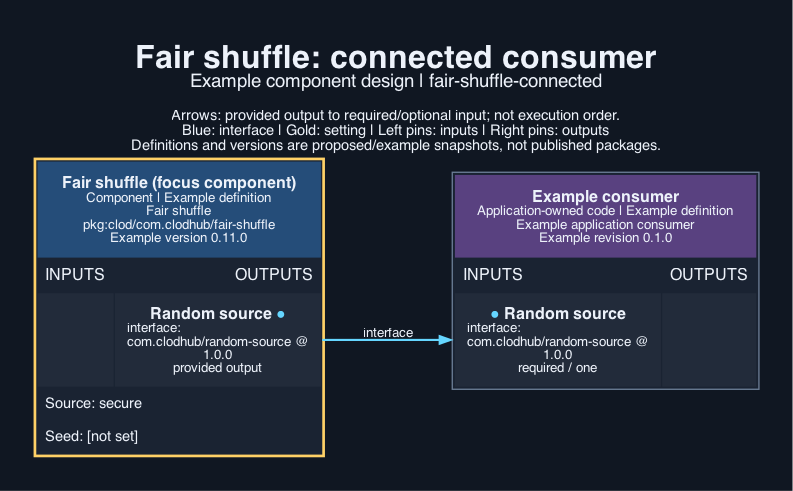 Fair shuffle: connected consumer
Example component design | fair-shuffle-connected
Arrows: provided output to required/optional input; not execution order.
Blue: interface | Gold: setting | Left pins: inputs | Right pins: outputs
Definitions and versions are proposed/example snapshots, not published packages.
Fair shuffle (focus component)
Component | Example definition
Fair shuffle
pkg:clod/com.clodhub/fair-shuffle
Example version 0.11.0
INPUTS
OUTPUTS
Random source ●
interface:
com.clodhub/random-source @
1.0.0
provided output
Source: secure
Seed: [not set]
interface
Example consumer
Application-owned code | Example definition
Example application consumer
Example revision 0.1.0
INPUTS
OUTPUTS
● Random source
interface:
com.clodhub/random-source @
1.0.0
required / one